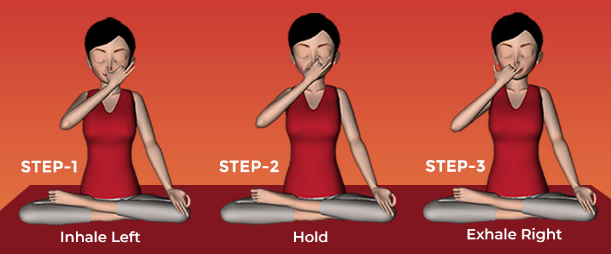 STEP-1
Inhale Left
STEP-2
Hold
STEP-3
Exhale Right